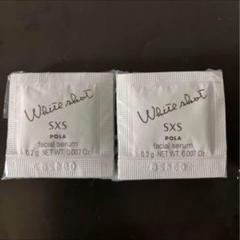 White shot
SXS
POLA
facial serum
0.2 g NET WT. 0.007 Oz.
White shot
SXS
POLA
facial serum
0.2 g NET WT. 0.007 Oz.